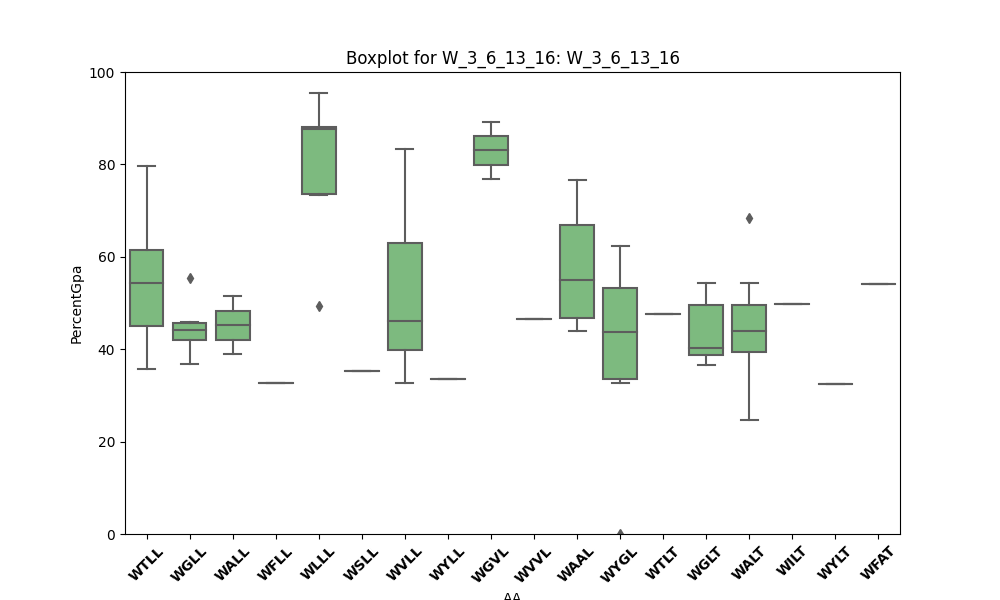 Boxplot for W_3_6_13_16: W_3_6_13_16
100
80
60
40
20
0
PercentGpa
WTLL WGLL WALL WFLL WLLL WSLL WVLL WYLL WGVL WVVL WAAL WYGL WTLT WGLT WALT WILT WYLT WFAT
AA